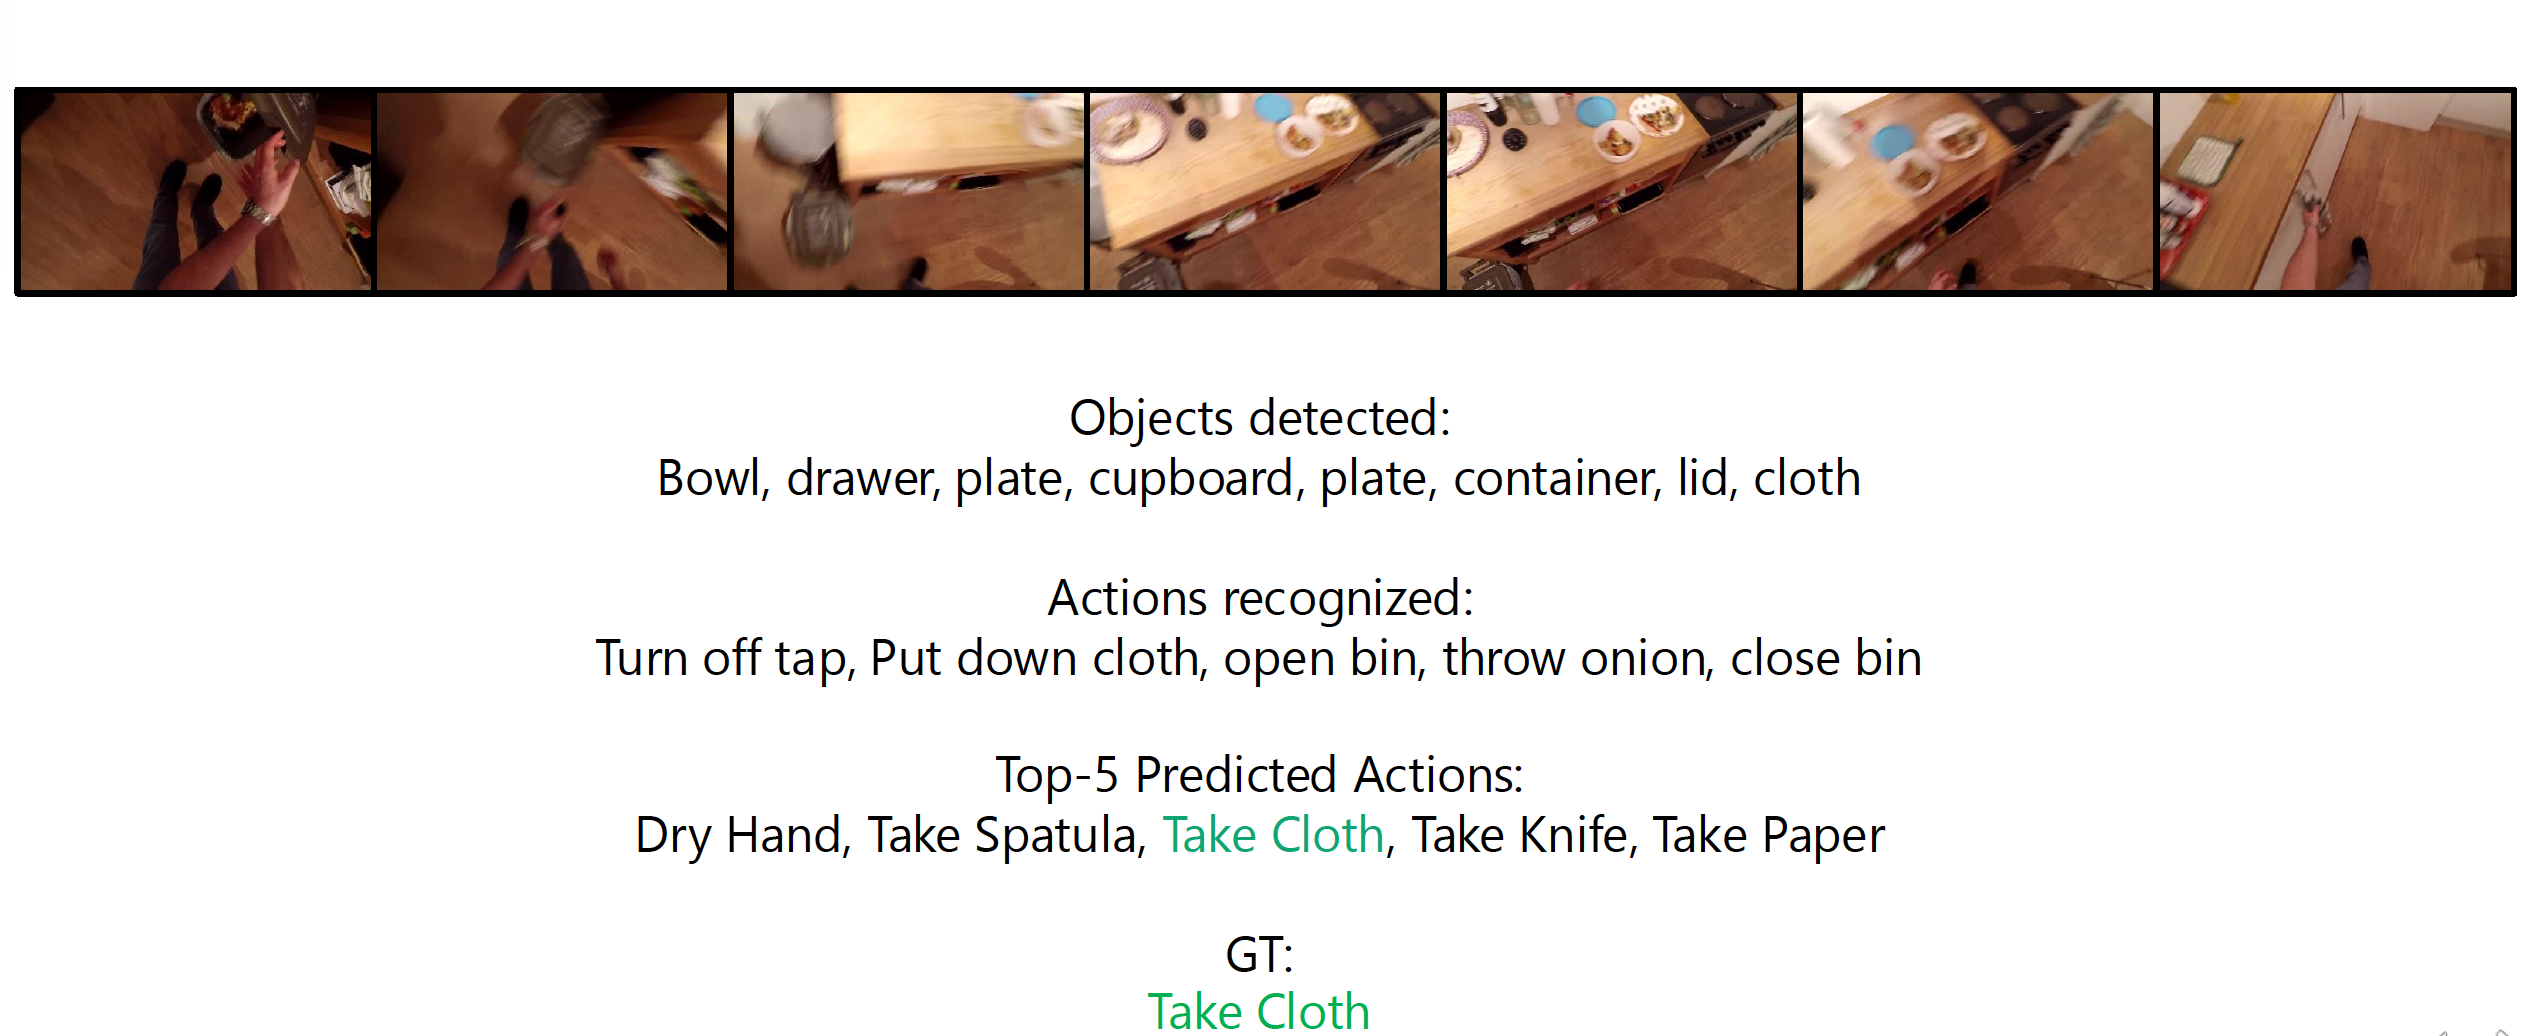 Objects detected:
Bowl, drawer, plate, cupboard, plate, container, lid, cloth
Actions recognized:
Turn off tap, Put down cloth, open bin, throw onion, close bin
Top-5 Predicted Actions:
Dry Hand, Take Spatula, Take Cloth, Take Knife, Take Paper
GT:
Take Cloth